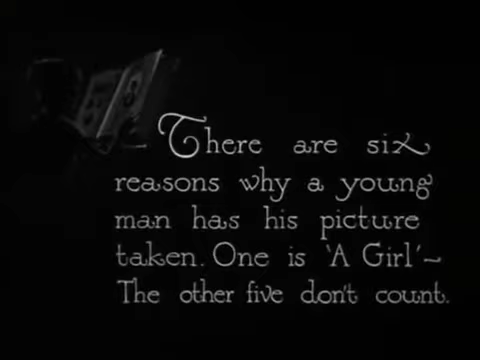 There are six
reasons why a young
man has his picture
taken. One is 'A Girl'—
The other five don't count.